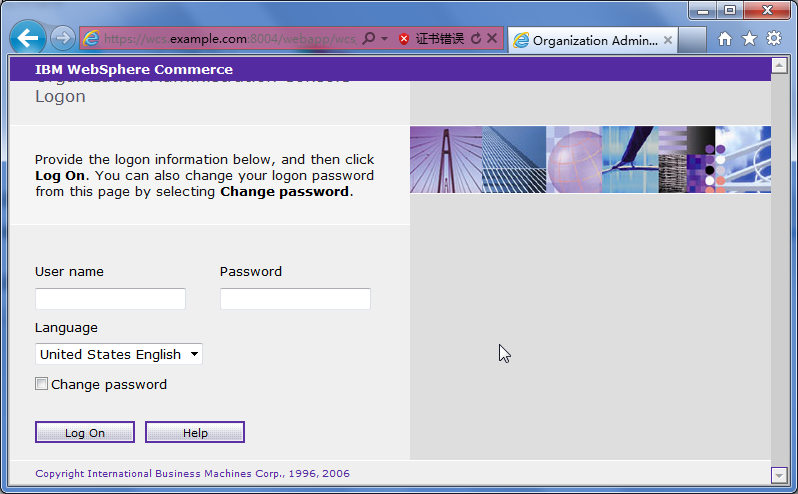 https://wcs.example.com:8004/webapp/wcs
证书错误
Organization Admin...
IBM WebSphere Commerce
Organization Administration Console
Logon
Provide the logon information below, and then click
Log On. You can also change your logon password
from this page by selecting Change password.
User name
Password
Language
United States English
Change password
Log On
Help
Copyright International Business Machines Corp., 1996, 2006